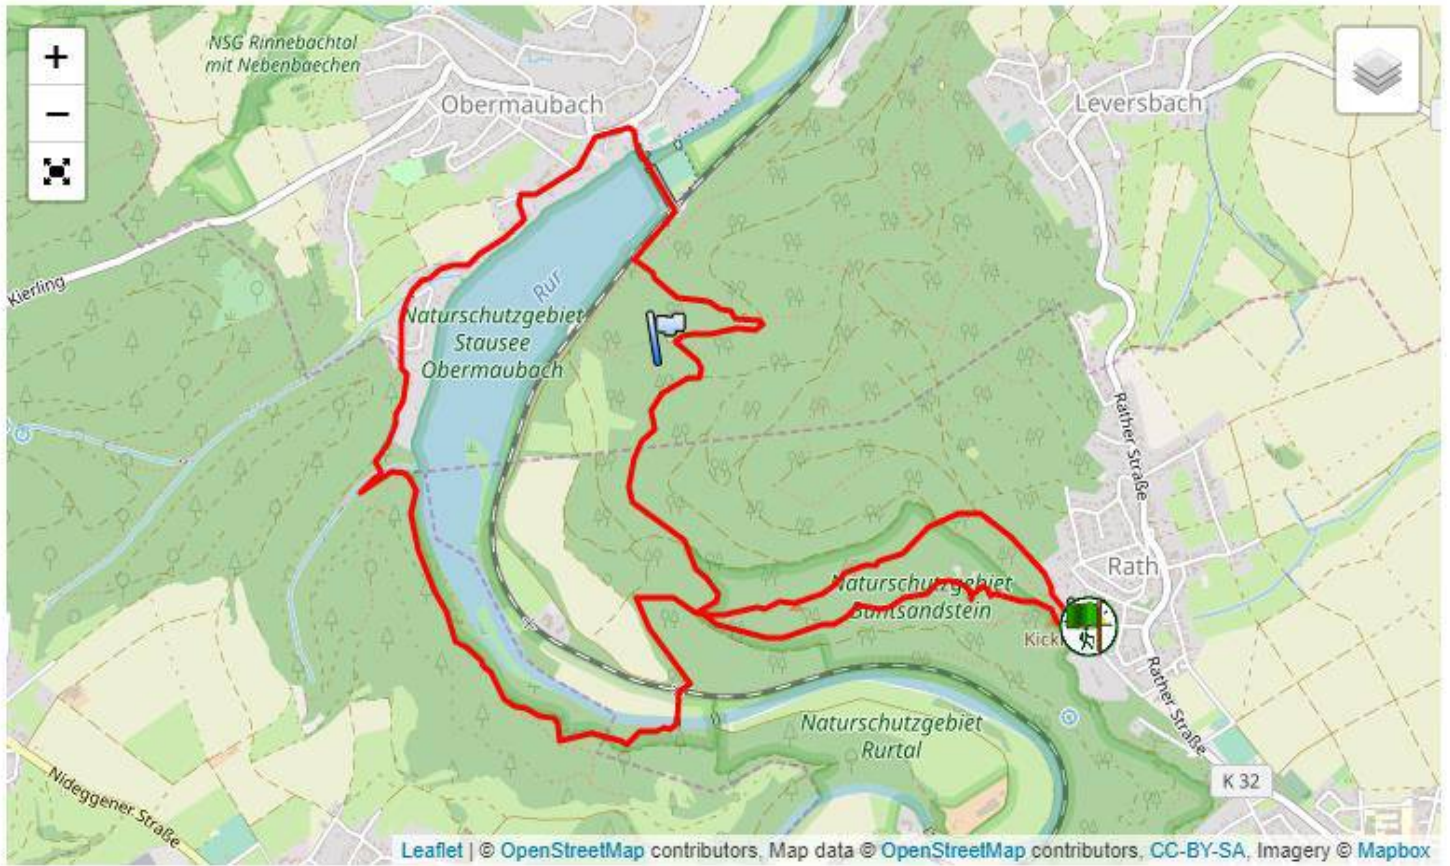 +
−
NSG Rinnebachtal
mit Nebenbaechen
Obermaubach
Leversbach
Kierling
Rur
Naturschutzgebiet
Stausee
Obermaubach
Rather Straße
Rath
Naturschutzgebiet
Buntsandstein
Rather Straße
Naturschutzgebiet
Rurtal
K 32
Nideggener Straße
Leaflet | © OpenStreetMap contributors, Map data © OpenStreetMap contributors, CC-BY-SA, Imagery © Mapbox